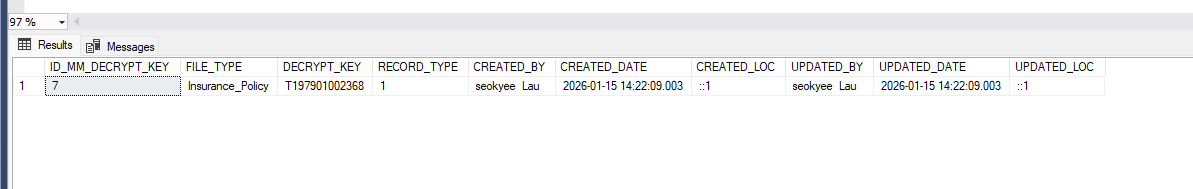 97 %
Results Messages
ID_MM_DECRYPT_KEY FILE_TYPE DECRYPT_KEY RECORD_TYPE CREATED_BY CREATED_DATE CREATED_LOC UPDATED_BY UPDATED_DATE UPDATED_LOC
1 7 Insurance_Policy T197901002368 1 seokyee Lau 2026-01-15 14:22:09.003 ::1 seokyee Lau 2026-01-15 14:22:09.003 ::1